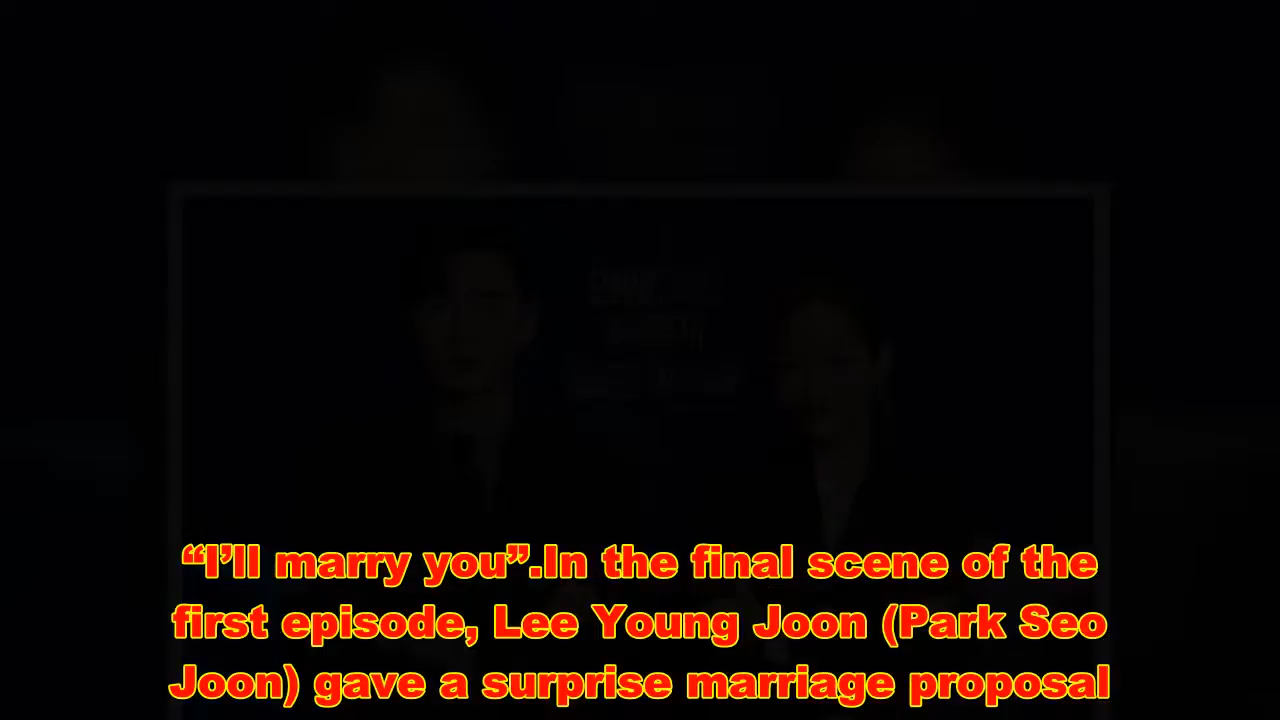 “I’ll marry you”.In the final scene of the
first episode, Lee Young Joon (Park Seo
Joon) gave a surprise marriage proposal